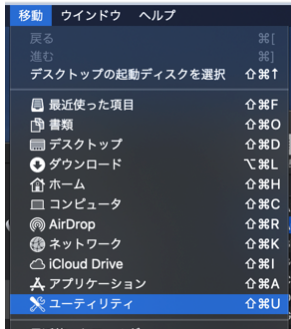 移動 ウインドウ ヘルプ
戻る ⌘[
進む ⌘]
デスクトップの起動ディスクを選択 ⇧⌘↑
最近使った項目 ⇧⌘F
書類 ⇧⌘O
デスクトップ ⇧⌘D
ダウンロード ⌥⌘L
ホーム ⇧⌘H
コンピュータ ⇧⌘C
AirDrop ⇧⌘R
ネットワーク ⇧⌘K
iCloud Drive ⇧⌘I
アプリケーション ⇧⌘A
ユーティリティ ⇧⌘U